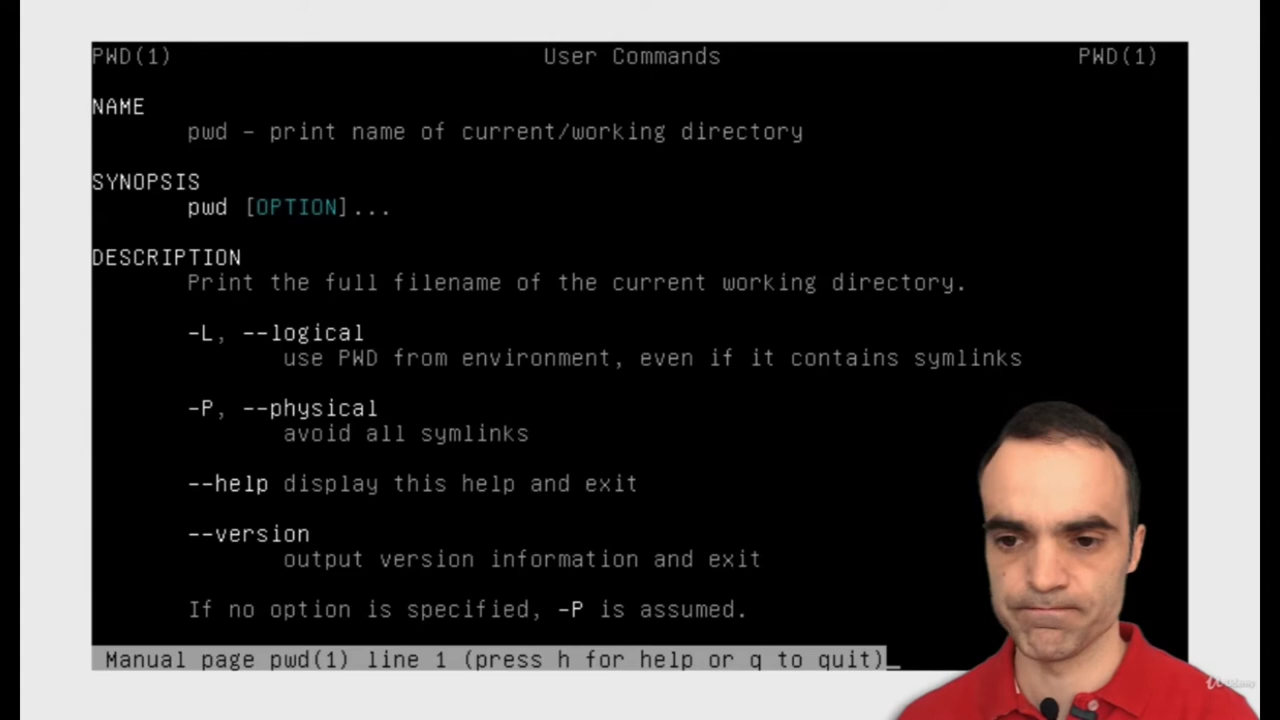 PWD(1) User Commands PWD(1)
NAME
pwd - print name of current/working directory
SYNOPSIS
pwd [OPTION]...
DESCRIPTION
Print the full filename of the current working directory.
-L, --logical
use PWD from environment, even if it contains symlinks
-P, --physical
avoid all symlinks
--help display this help and exit
--version
output version information and exit
If no option is specified, -P is assumed.
Manual page pwd(1) line 1 (press h for help or q to quit)
Udemy